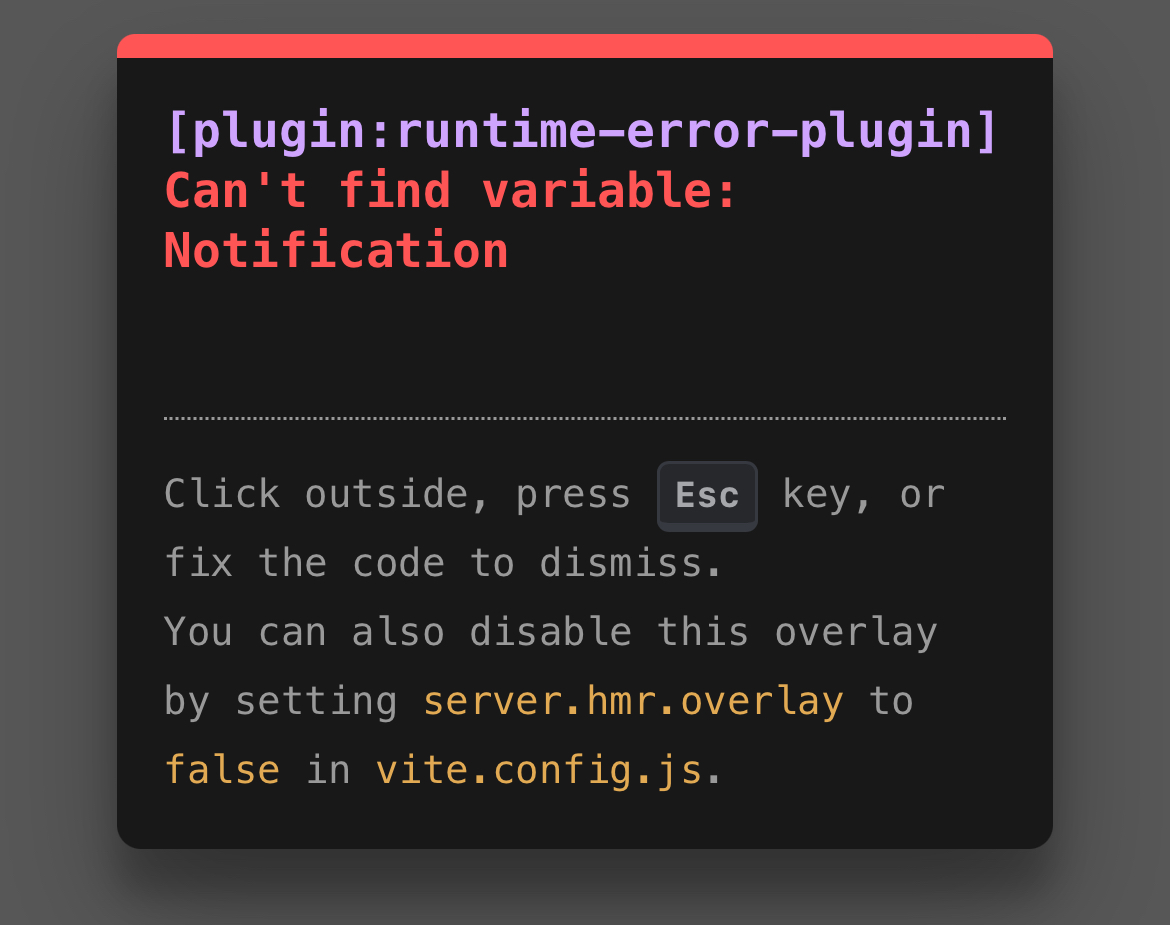 [plugin:runtime-error-plugin]
Can't find variable:
Notification
Click outside, press Esc key, or
fix the code to dismiss.
You can also disable this overlay
by setting server.hmr.overlay to
false in vite.config.js.